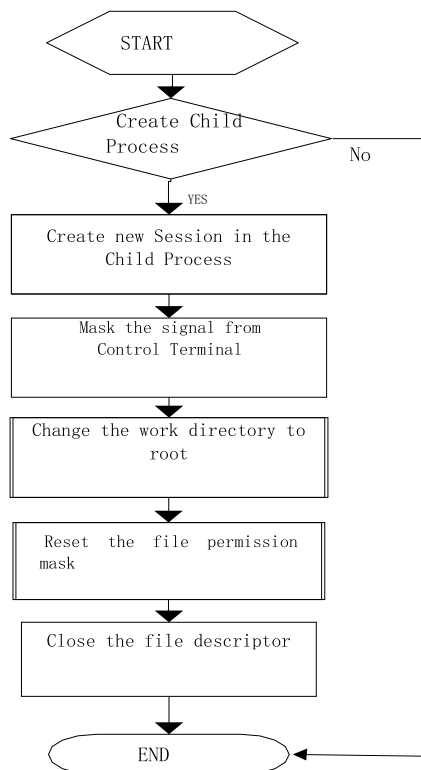 START
Create Child
Process
No
YES
Create new Session in the
Child Process
Mask the signal from
Control Terminal
Change the work directory to
root
Reset the file permission
mask
Close the file descriptor
END